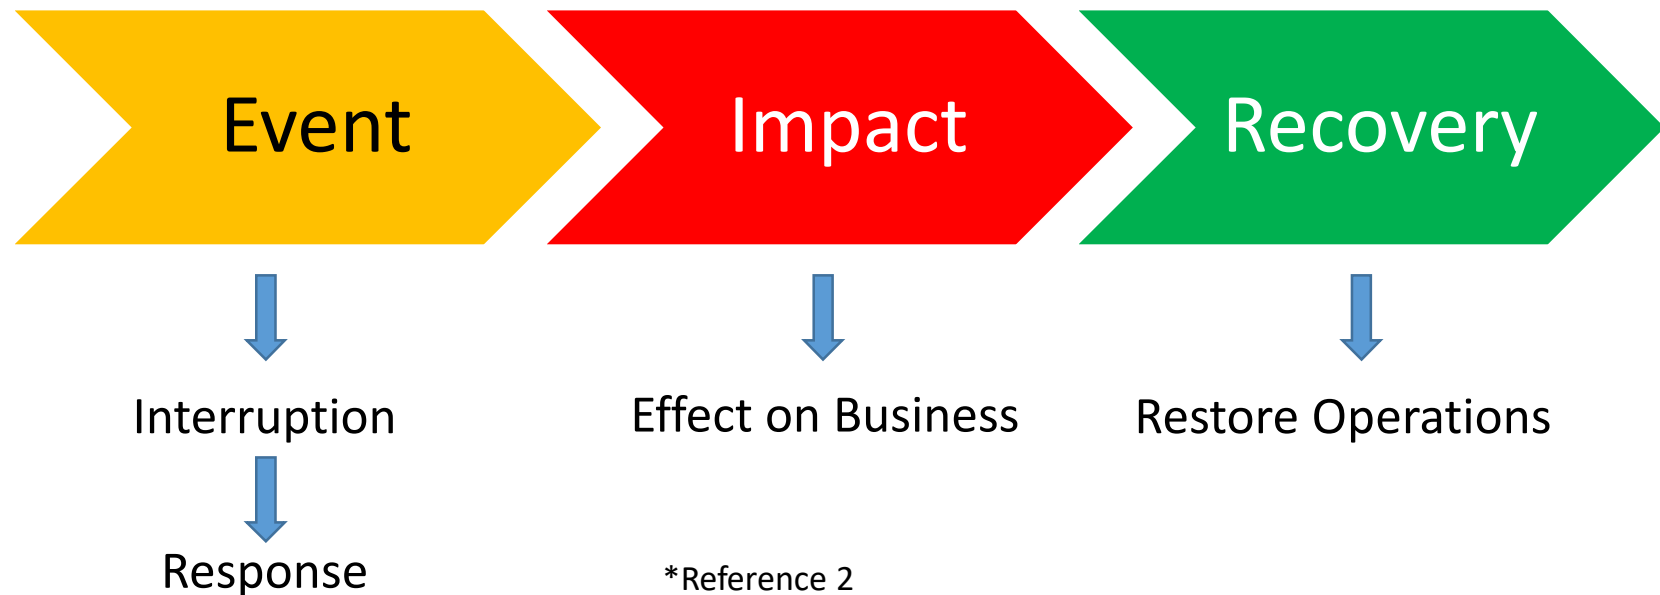 Event
Impact
Recovery
Interruption
Effect on Business
Restore Operations
Response
*Reference 2